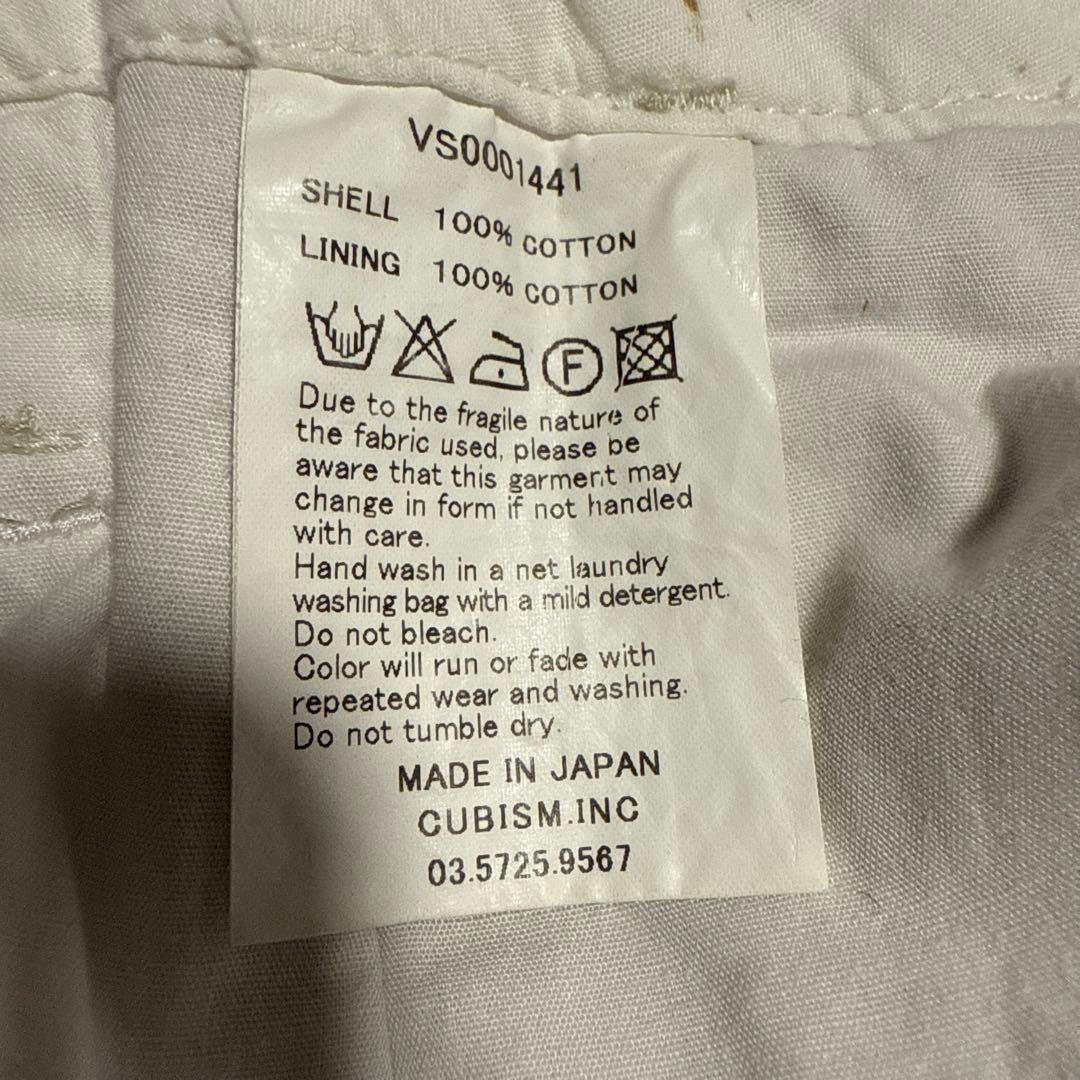 VS0001441
SHELL 100% COTTON
LINING 100% COTTON
F
Due to the fragile nature of
the fabric used, please be
aware that this garment may
change in form if not handled
with care.
Hand wash in a net laundry
washing bag with a mild detergent.
Do not bleach.
Color will run or fade with
repeated wear and washing.
Do not tumble dry.
MADE IN JAPAN
CUBISM.INC
03.5725.9567